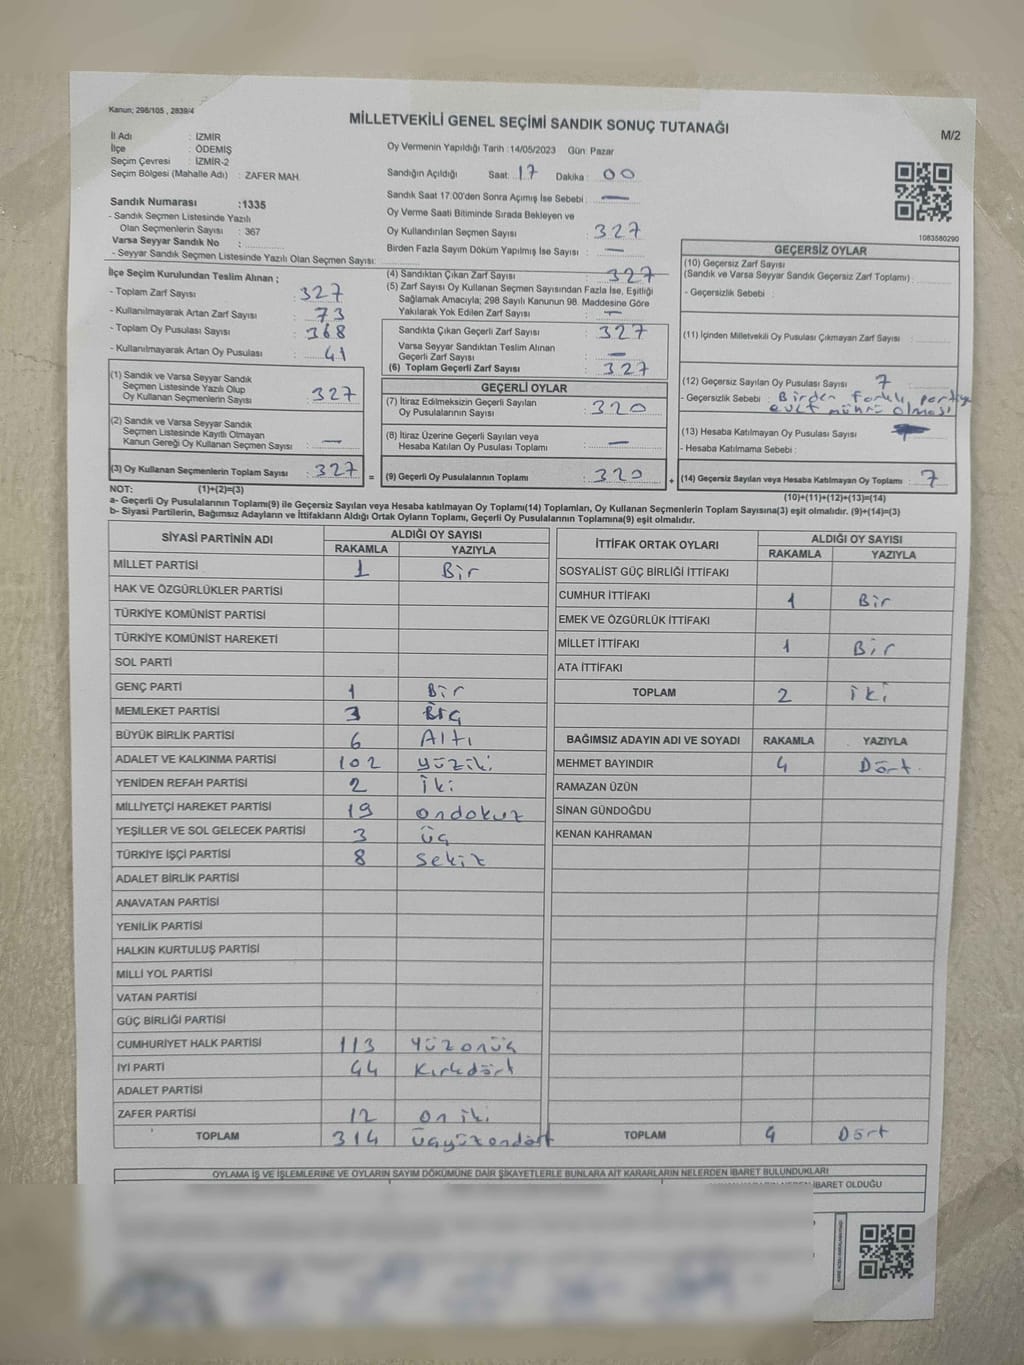 Kanun; 298/105 , 2839/4
MİLLETVEKİLİ GENEL SEÇİMİ SANDIK SONUÇ TUTANAĞI
M/2
İl Adı : İZMİR
İlçe : ÖDEMİŞ
Seçim Çevresi : İZMİR-2
Seçim Bölgesi (Mahalle Adı) : ZAFER MAH.
Oy Vermenin Yapıldığı Tarih :14/05/2023 Gün: Pazar
Sandığın Açıldığı Saat: 17 Dakika : 00
Sandık Saat 17.00'den Sonra Açımış İse Sebebi : —
Oy Verme Saati Bitiminde Sırada Bekleyen ve
Oy Kullandırılan Seçmen Sayısı : 327
Birden Fazla Sayım Döküm Yapılmış İse Sayısı : —
1083580290
Sandık Numarası :1335
- Sandık Seçmen Listesinde Yazılı
Olan Seçmenlerin Sayısı : 367
Varsa Seyyar Sandık No :
- Seyyar Sandık Seçmen Listesinde Yazılı Olan Seçmen Sayısı:
İlçe Seçim Kurulundan Teslim Alınan ;
- Toplam Zarf Sayısı : 327
- Kullanılmayarak Artan Zarf Sayısı : 73
- Toplam Oy Pusulası Sayısı : 368
- Kullanılmayarak Artan Oy Pusulası : 41
(1) Sandık ve Varsa Seyyar Sandık
Seçmen Listesinde Yazılı Olup
Oy Kullanan Seçmenlerin Sayısı : 327
(2) Sandık ve Varsa Seyyar Sandık
Seçmen Listesinde Kayıtlı Olmayan
Kanun Gereği Oy Kullanan Seçmen Sayısı : —
(3) Oy Kullanan Seçmenlerin Toplam Sayısı : 327 =
(4) Sandıktan Çıkan Zarf Sayısı : 327
(5) Zarf Sayısı Oy Kullanan Seçmen Sayısından Fazla İse, Eşitliği
Sağlamak Amacıyla; 298 Sayılı Kanunun 98. Maddesine Göre
Yakılarak Yok Edilen Zarf Sayısı : —
Sandıkta Çıkan Geçerli Zarf Sayısı : 327
Varsa Seyyar Sandıktan Teslim Alınan
Geçerli Zarf Sayısı : —
(6) Toplam Geçerli Zarf Sayısı : 327
GEÇERLİ OYLAR
(7) İtiraz Edilmeksizin Geçerli Sayılan
Oy Pusulalarının Sayısı : 320
(8) İtiraz Üzerine Geçerli Sayılan veya
Hesaba Katılan Oy Pusulaları Toplamı : —
(9) Geçerli Oy Pusulalarının Toplamı : 320 +
GEÇERSİZ OYLAR
(10) Geçersiz Zarf Sayısı
(Sandık ve Varsa Seyyar Sandık Geçersiz Zarf Toplamı) :
- Geçersizlik Sebebi :
(11) İçinden Milletvekili Oy Pusulası Çıkmayan Zarf Sayısı :
(12) Geçersiz Sayılan Oy Pusulası Sayısı : 7
- Geçersizlik Sebebi : Birden farklı partiye
evet mührü olması
(13) Hesaba Katılmayan Oy Pusulası Sayısı
- Hesaba Katılmama Sebebi :
(14) Geçersiz Sayılan veya Hesaba Katılmayan Oy Toplamı : 7
NOT: (1)+(2)=(3)
(10)+(11)+(12)+(13)=(14)
a- Geçerli Oy Pusulalarının Toplamı(9) ile Geçersiz Sayılan veya Hesaba katılmayan Oy Toplamı(14) Toplamları, Oy Kullanan Seçmenlerin Toplam Sayısına(3) eşit olmalıdır. (9)+(14)=(3)
b- Siyasi Partilerin, Bağımsız Adayların ve İttifakların Aldığı Ortak Oyların Toplamı, Geçerli Oy Pusulalarının Toplamına(9) eşit olmalıdır.
SİYASİ PARTİNİN ADI ALDIĞI OY SAYISI
RAKAMLA YAZIYLA
MİLLET PARTİSİ 1 Bir
HAK VE ÖZGÜRLÜKLER PARTİSİ
TÜRKİYE KOMÜNİST PARTİSİ
TÜRKİYE KOMÜNİST HAREKETİ
SOL PARTİ
GENÇ PARTİ 1 Bir
MEMLEKET PARTİSİ 3
BÜYÜK BİRLİK PARTİSİ 6 Altı
ADALET VE KALKINMA PARTİSİ 102 yüziki
YENİDEN REFAH PARTİSİ 2 iki
MİLLİYETÇİ HAREKET PARTİSİ 19 ondokuz
YEŞİLLER VE SOL GELECEK PARTİSİ 3 üç
TÜRKİYE İŞÇİ PARTİSİ 8 sekiz
ADALET BİRLİK PARTİSİ
ANAVATAN PARTİSİ
YENİLİK PARTİSİ
HALKIN KURTULUŞ PARTİSİ
MİLLİ YOL PARTİSİ
VATAN PARTİSİ
GÜÇ BİRLİĞİ PARTİSİ
CUMHURİYET HALK PARTİSİ 113 Yüzonüç
İYİ PARTİ 44 Kırkdört
ADALET PARTİSİ
ZAFER PARTİSİ 12 on iki
TOPLAM 314 üçyüzondört
İTTİFAK ORTAK OYLARI ALDIĞI OY SAYISI
RAKAMLA YAZIYLA
SOSYALİST GÜÇ BİRLİĞİ İTTİFAKI
CUMHUR İTTİFAKI 1 Bir
EMEK VE ÖZGÜRLÜK İTTİFAKI
MİLLET İTTİFAKI 1 Bir
ATA İTTİFAKI
TOPLAM 2 iki
BAĞIMSIZ ADAYIN ADI VE SOYADI RAKAMLA YAZIYLA
MEHMET BAYINDIR 4 Dört
RAMAZAN ÜZÜN
SİNAN GÜNDOĞDU
KENAN KAHRAMAN
TOPLAM 4 Dört
OYLAMA İŞ VE İŞLEMLERİNE VE OYLARIN SAYIM DÖKÜMÜNE DAİR ŞİKAYETLERLE BUNLARA AİT KARARLARIN NELERDEN İBARET BULUNDUKLARI
İBARET OLDUĞU